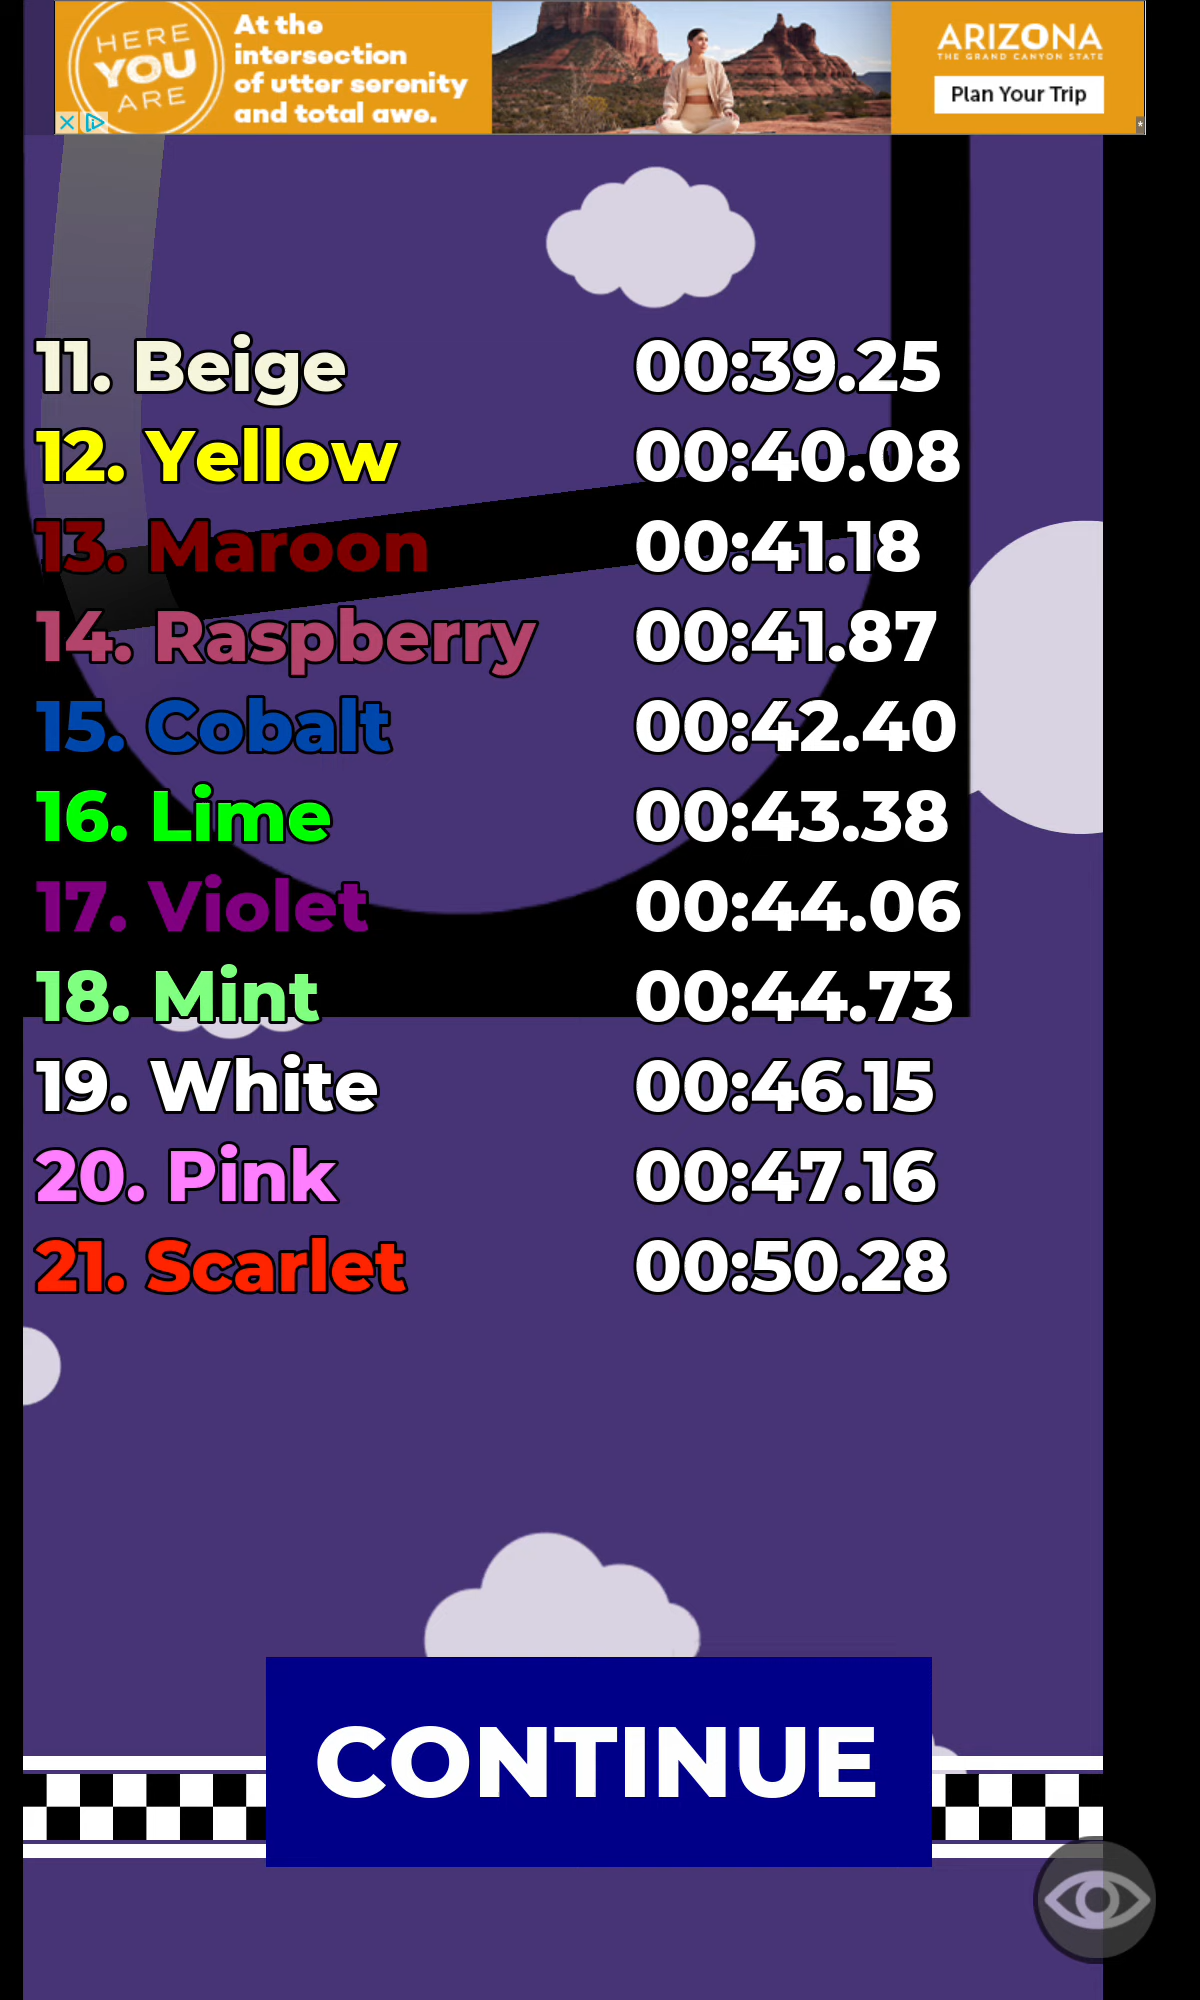 HERE
YOU
ARE
At the
intersection
of utter serenity
and total awe.
ARIZONA
THE GRAND CANYON STATE
Plan Your Trip
11. Beige 00:39.25
12. Yellow 00:40.08
13. Maroon 00:41.18
14. Raspberry 00:41.87
15. Cobalt 00:42.40
16. Lime 00:43.38
17. Violet 00:44.06
18. Mint 00:44.73
19. White 00:46.15
20. Pink 00:47.16
21. Scarlet 00:50.28
CONTINUE